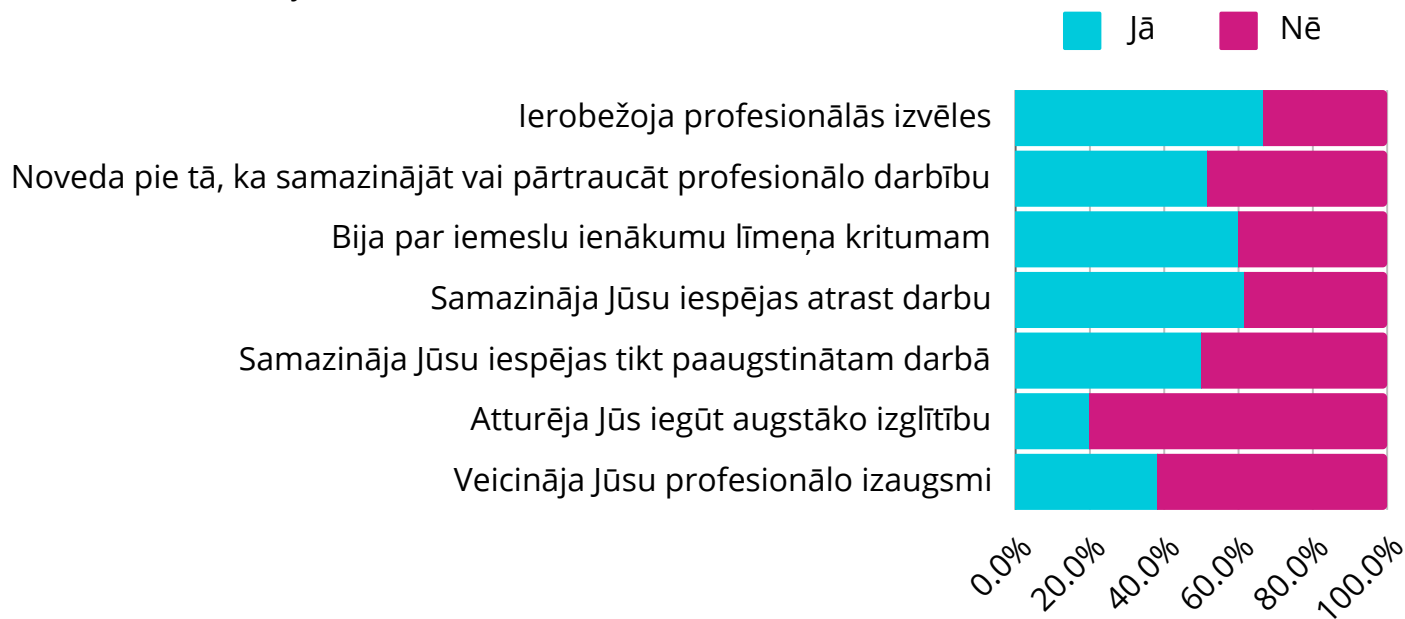 Jā Nē
Ierobežoja profesionālās izvēles
Noveda pie tā, ka samazinājāt vai pārtraucāt profesionālo darbību
Bija par iemeslu ienākumu līmeņa kritumam
Samazināja Jūsu iespējas atrast darbu
Samazināja Jūsu iespējas tikt paaugstinātam darbā
Atturēja Jūs iegūt augstāko izglītību
Veicināja Jūsu profesionālo izaugsmi
0.0% 20.0% 40.0% 60.0% 80.0% 100.0%